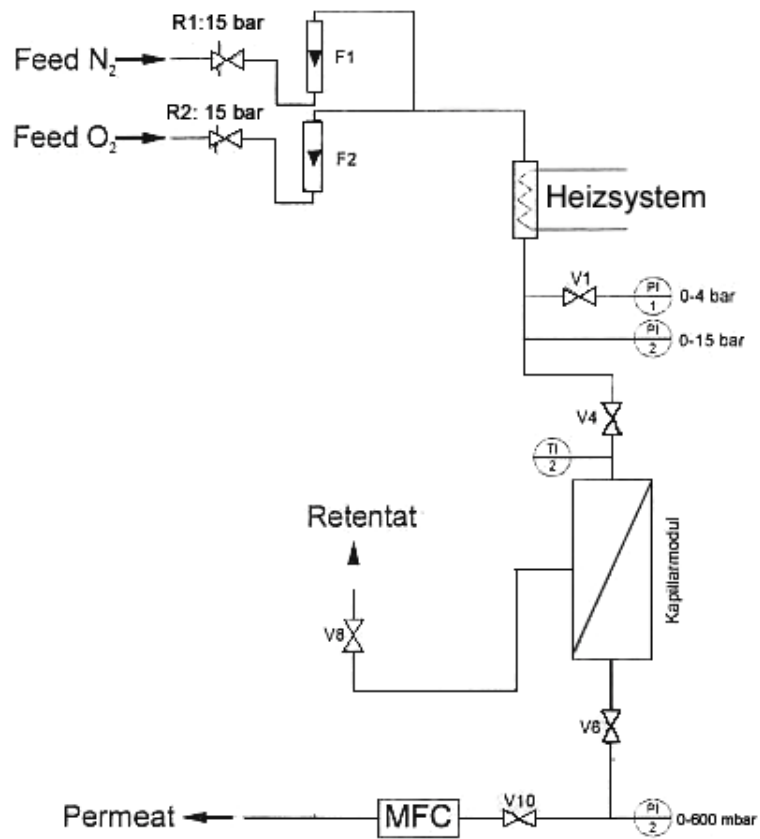 R1:15 bar
Feed N₂
F1
R2: 15 bar
Feed O₂
F2
Heizsystem
V1
PI
1
0-4 bar
PI
2
0-15 bar
V4
TI
2
Retentat
Kapillarmodul
V8
V6
Permeat
MFC
V10
PI
2
0-600 mbar